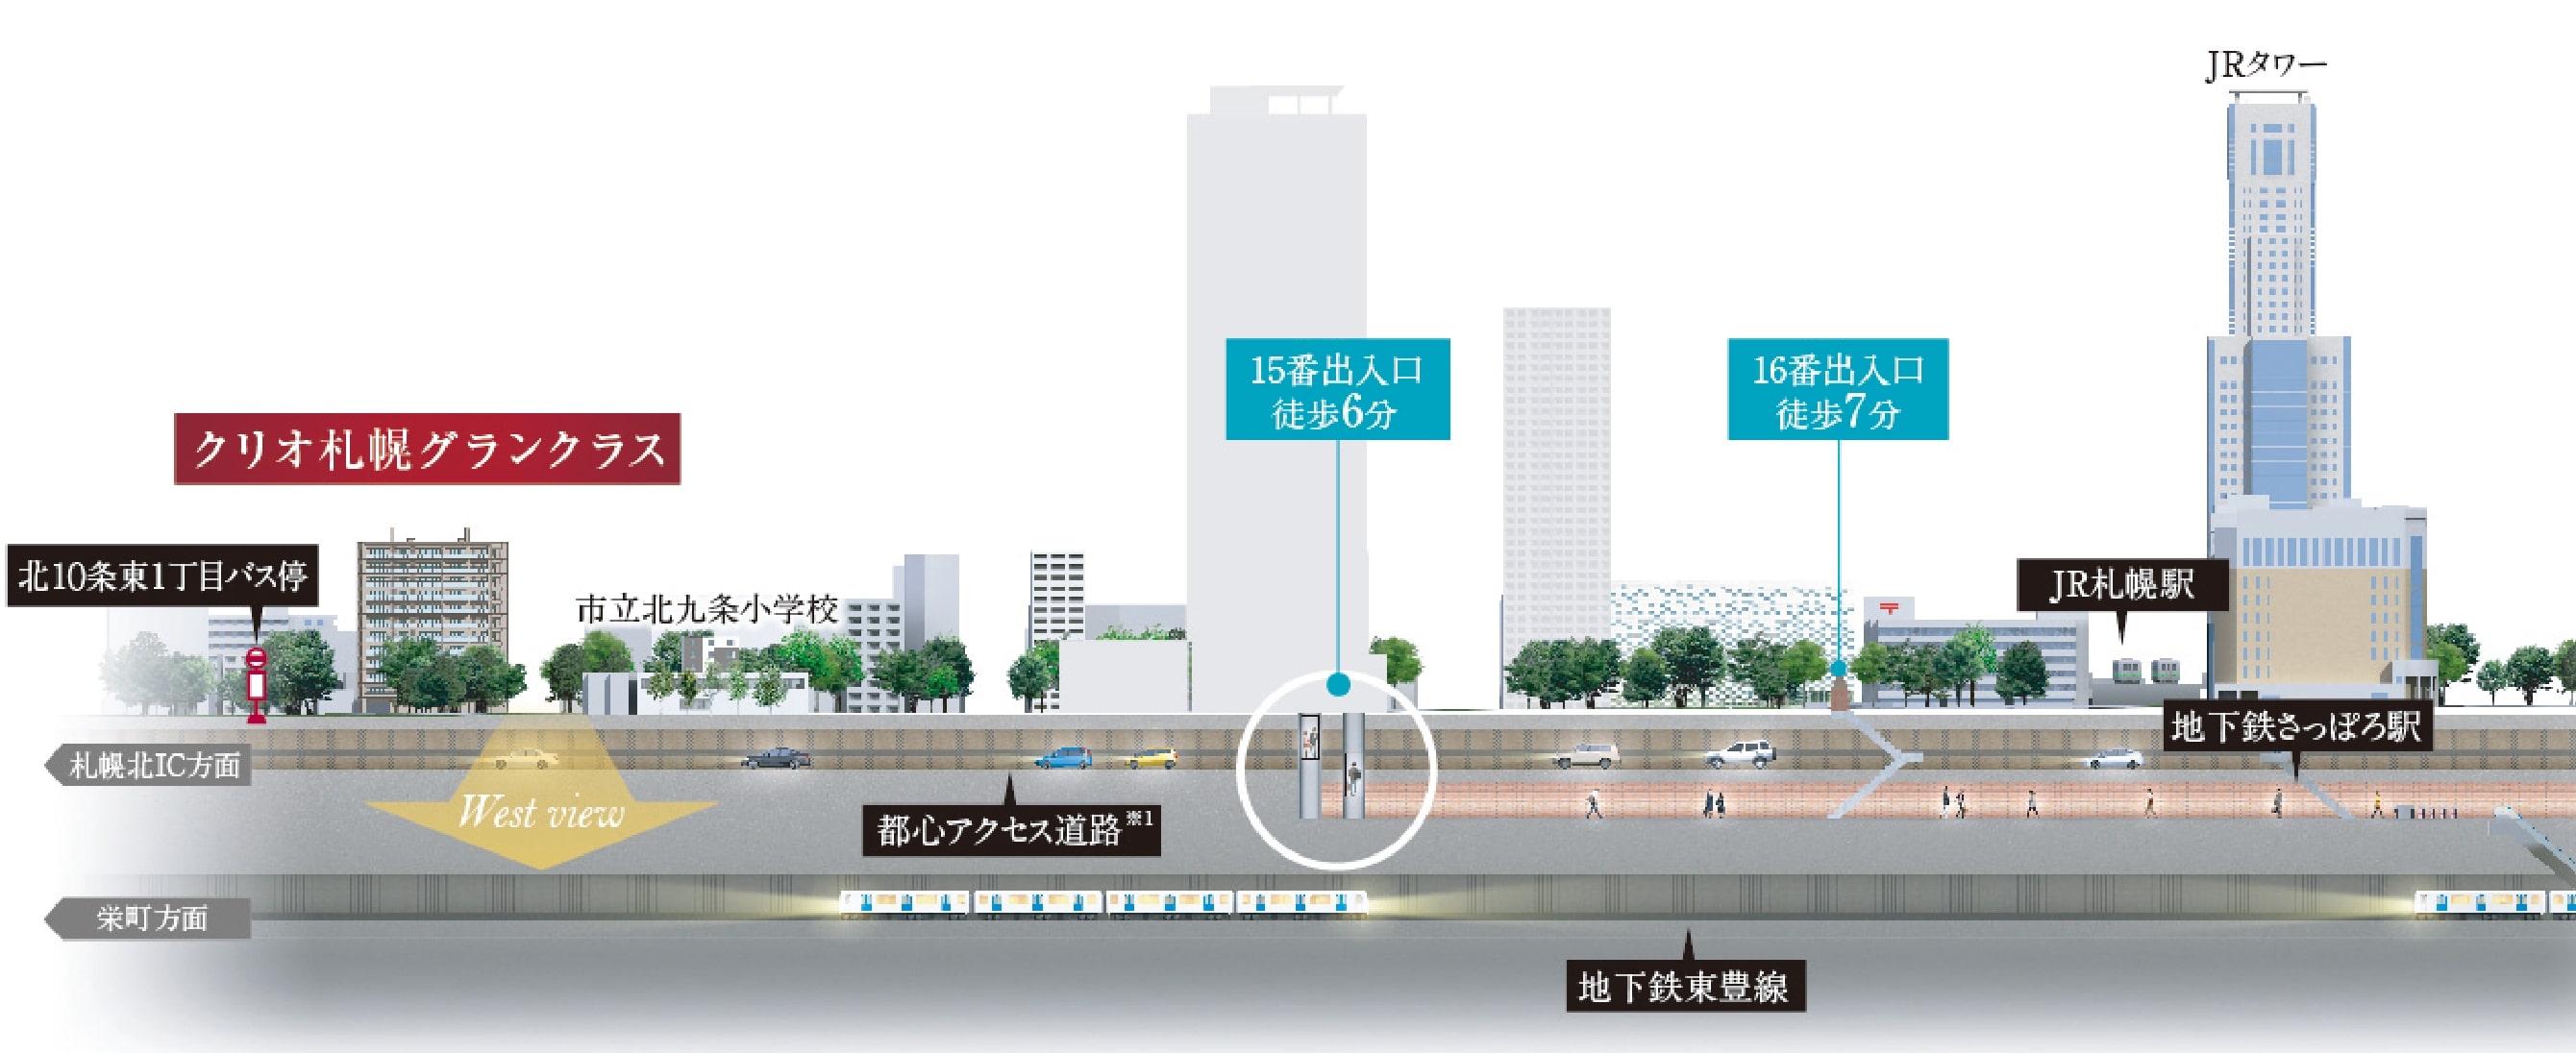 JRタワー
15番出入口
徒歩6分
16番出入口
徒歩7分
クリオ札幌グランクラス
北10条東1丁目バス停
市立北九条小学校
JR札幌駅
地下鉄さっぽろ駅
札幌北IC方面
West view
都心アクセス道路※1
栄町方面
地下鉄東豊線